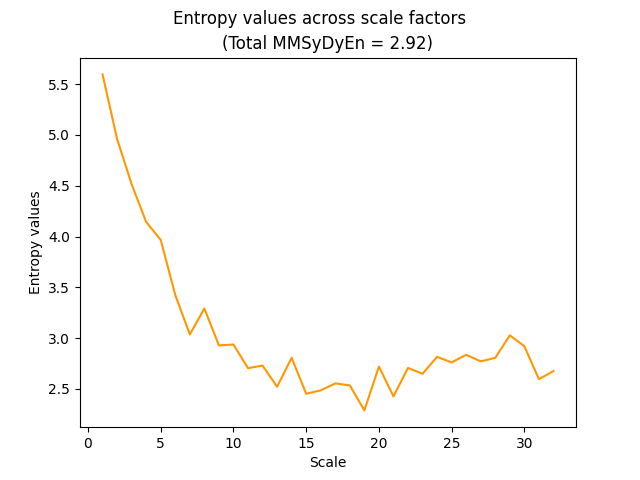 Entropy values across scale factors
(Total MMSyDyEn = 2.92)
5.5
5.0
4.5
4.0
3.5
3.0
2.5
Entropy values
0 5 10 15 20 25 30
Scale